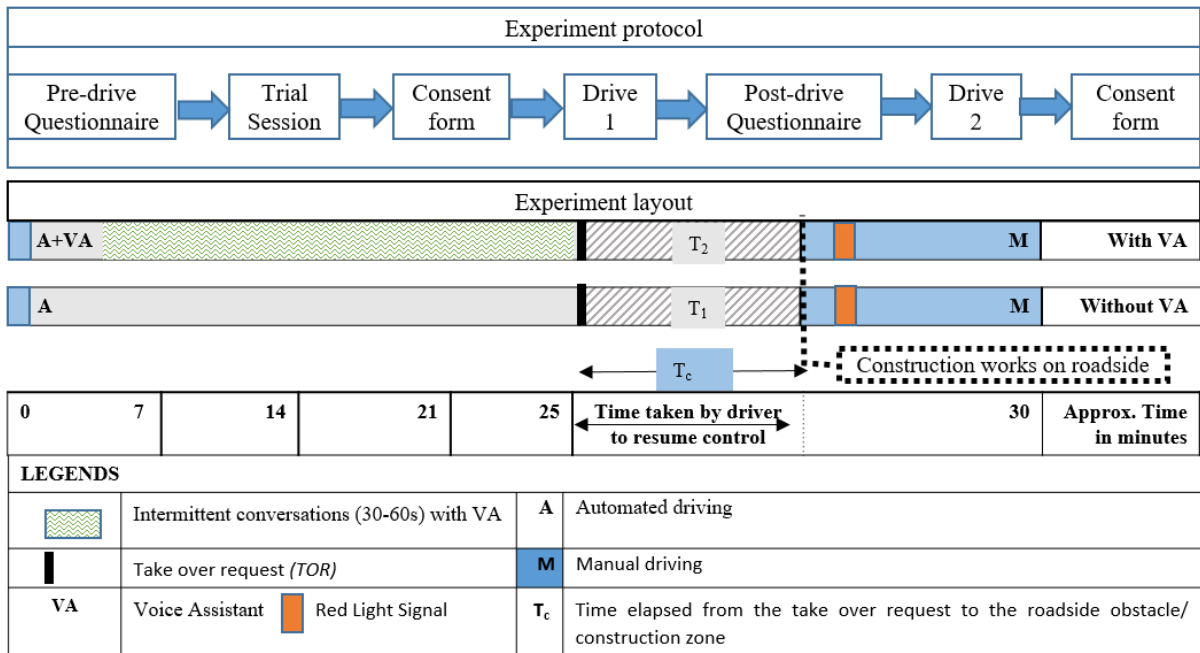 Experiment protocol
Pre-drive
Questionnaire
Trial
Session
Consent
form
Drive
1
Post-drive
Questionnaire
Drive
2
Consent
form
Experiment layout
A+VA
T2
M
With VA
A
T1
M
Without VA
Tc
Construction works on roadside
0
7
14
21
25
Time taken by driver
to resume control
30
Approx. Time
in minutes
LEGENDS
Intermittent conversations (30-60s) with VA
A
Automated driving
Take over request (TOR)
M
Manual driving
VA
Voice Assistant
Red Light Signal
Tc
Time elapsed from the take over request to the roadside obstacle/
construction zone